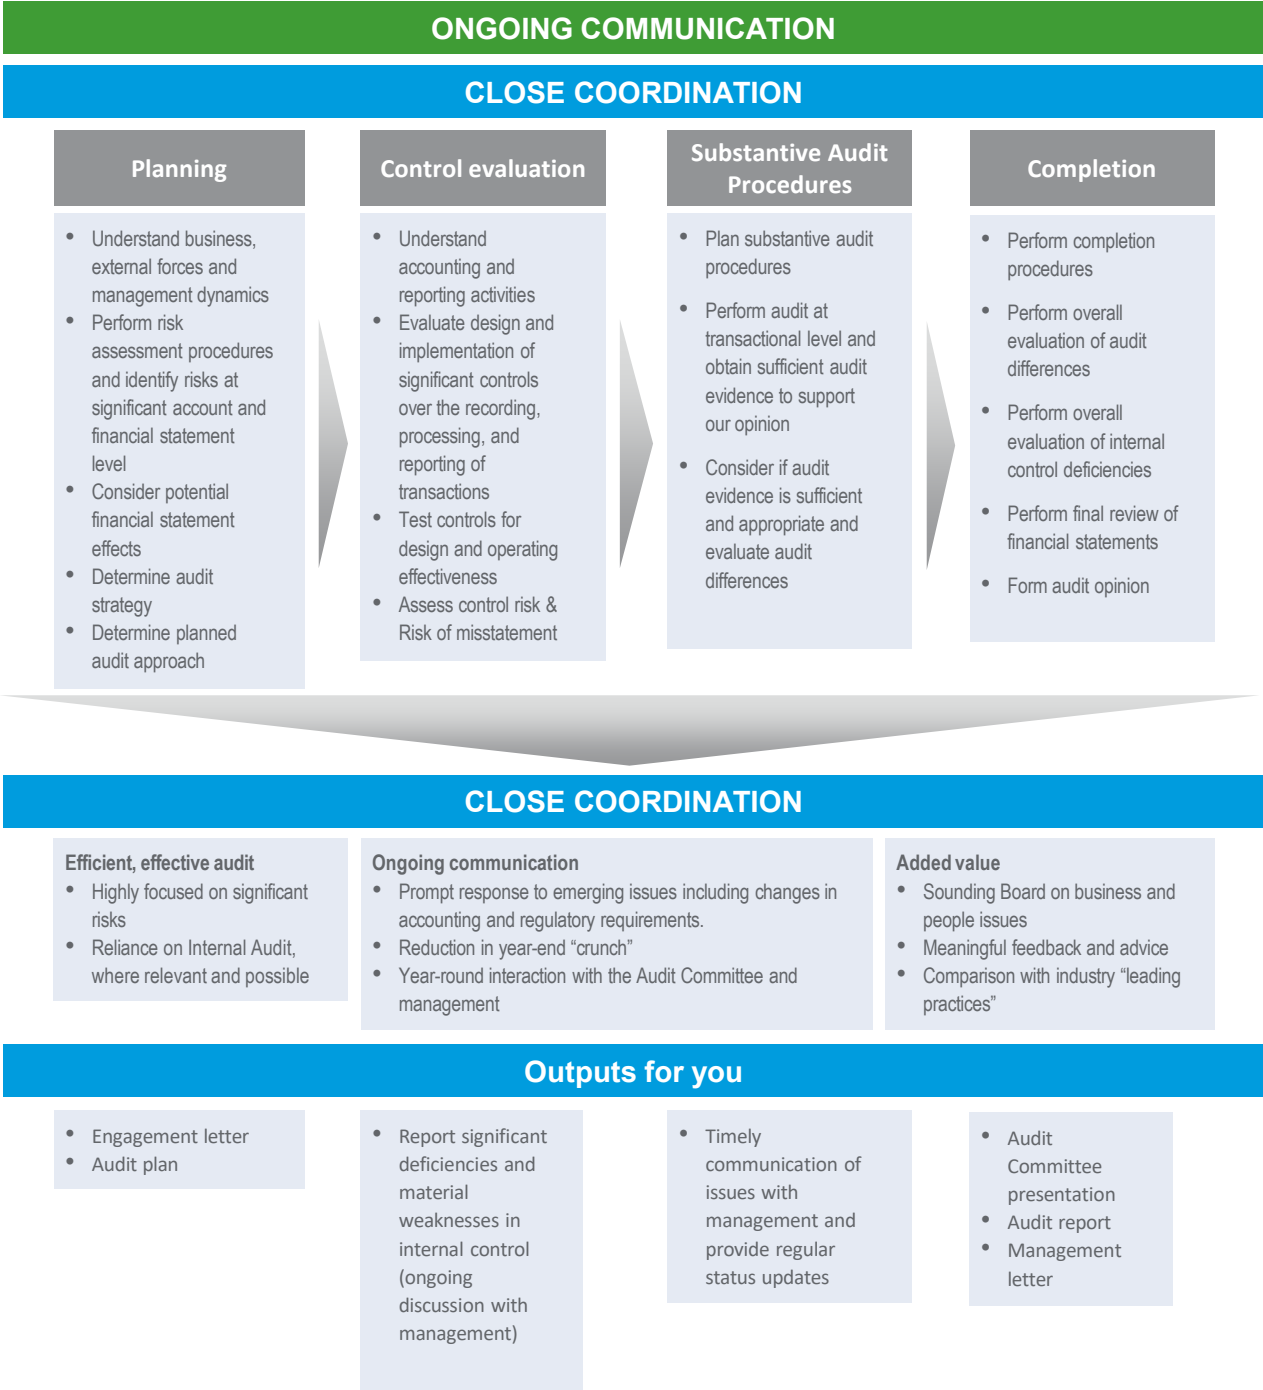 ONGOING COMMUNICATION
CLOSE COORDINATION
Planning
• Understand business,
external forces and
management dynamics
• Perform risk
assessment procedures
and identify risks at
significant account and
financial statement
level
• Consider potential
financial statement
effects
• Determine audit
strategy
• Determine planned
audit approach
Control evaluation
• Understand
accounting and
reporting activities
• Evaluate design and
implementation of
significant controls
over the recording,
processing, and
reporting of
transactions
• Test controls for
design and operating
effectiveness
• Assess control risk &
Risk of misstatement
Substantive Audit
Procedures
• Plan substantive audit
procedures
• Perform audit at
transactional level and
obtain sufficient audit
evidence to support
our opinion
• Consider if audit
evidence is sufficient
and appropriate and
evaluate audit
differences
Completion
• Perform completion
procedures
• Perform overall
evaluation of audit
differences
• Perform overall
evaluation of internal
control deficiencies
• Perform final review of
financial statements
• Form audit opinion
CLOSE COORDINATION
Efficient, effective audit
• Highly focused on significant
risks
• Reliance on Internal Audit,
where relevant and possible
Ongoing communication
• Prompt response to emerging issues including changes in
accounting and regulatory requirements.
• Reduction in year-end “crunch”
• Year-round interaction with the Audit Committee and
management
Added value
• Sounding Board on business and
people issues
• Meaningful feedback and advice
• Comparison with industry “leading
practices”
Outputs for you
• Engagement letter
• Audit plan
• Report significant
deficiencies and
material
weaknesses in
internal control
(ongoing
discussion with
management)
• Timely
communication of
issues with
management and
provide regular
status updates
• Audit
Committee
presentation
• Audit report
• Management
letter